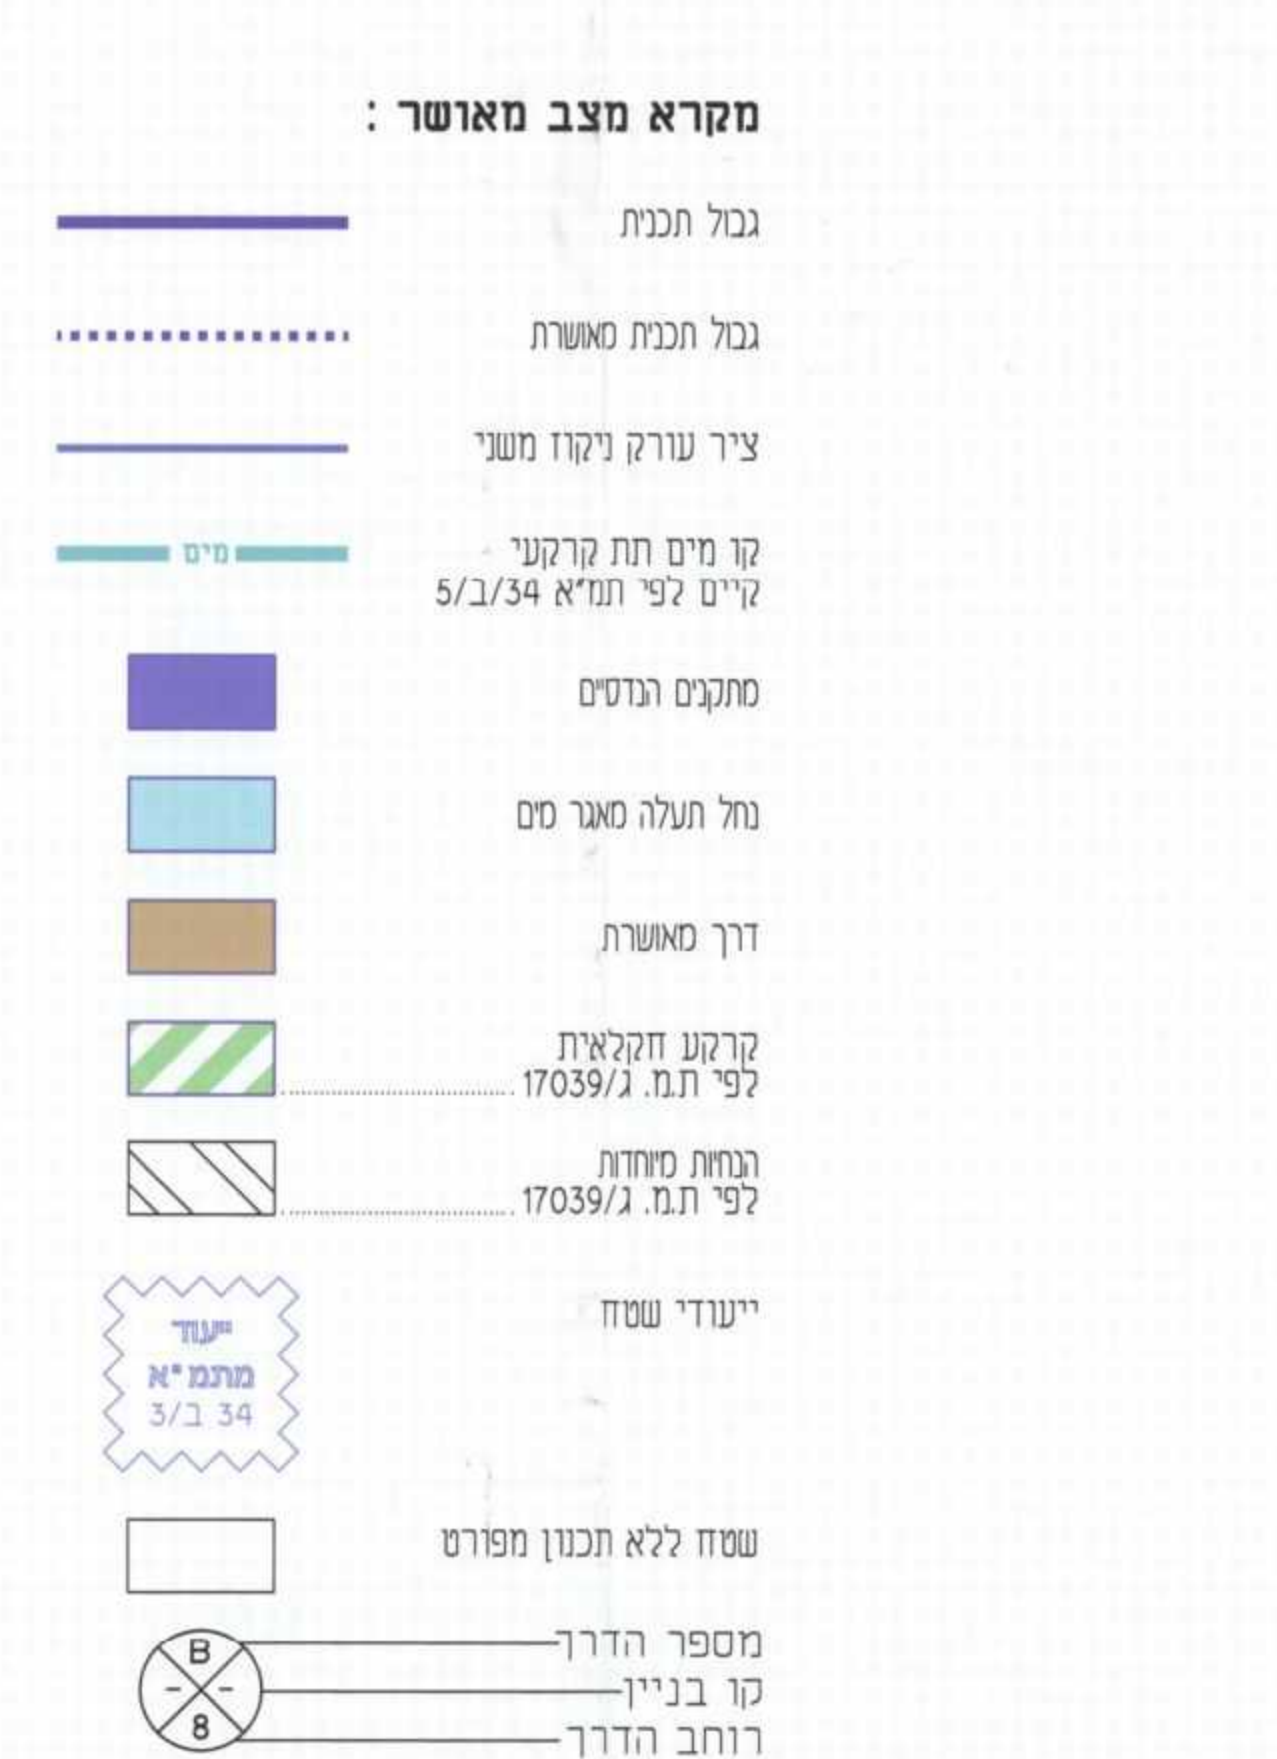 מקרא מצב מאושר :
גבול תכנית
גבול תכנית מאושרת
ציר עורק ניקוז משני
קו מים תת קרקעי
קיים לפי תמ"א 34/ב/5
מים
מתקנים הנדסיים
נחל תעלה מאגר מים
דרך מאושרת
קרקע חקלאית
לפי ת.מ. ג/17039
הנחיות מיוחדות
לפי ת.מ. ג/17039
ייעודי שטח
ייעוד
מתמ"א
34 ב/3
שטח ללא תכנון מפורט
מספר הדרך
B
קו בניין
- -
רוחב הדרך
8